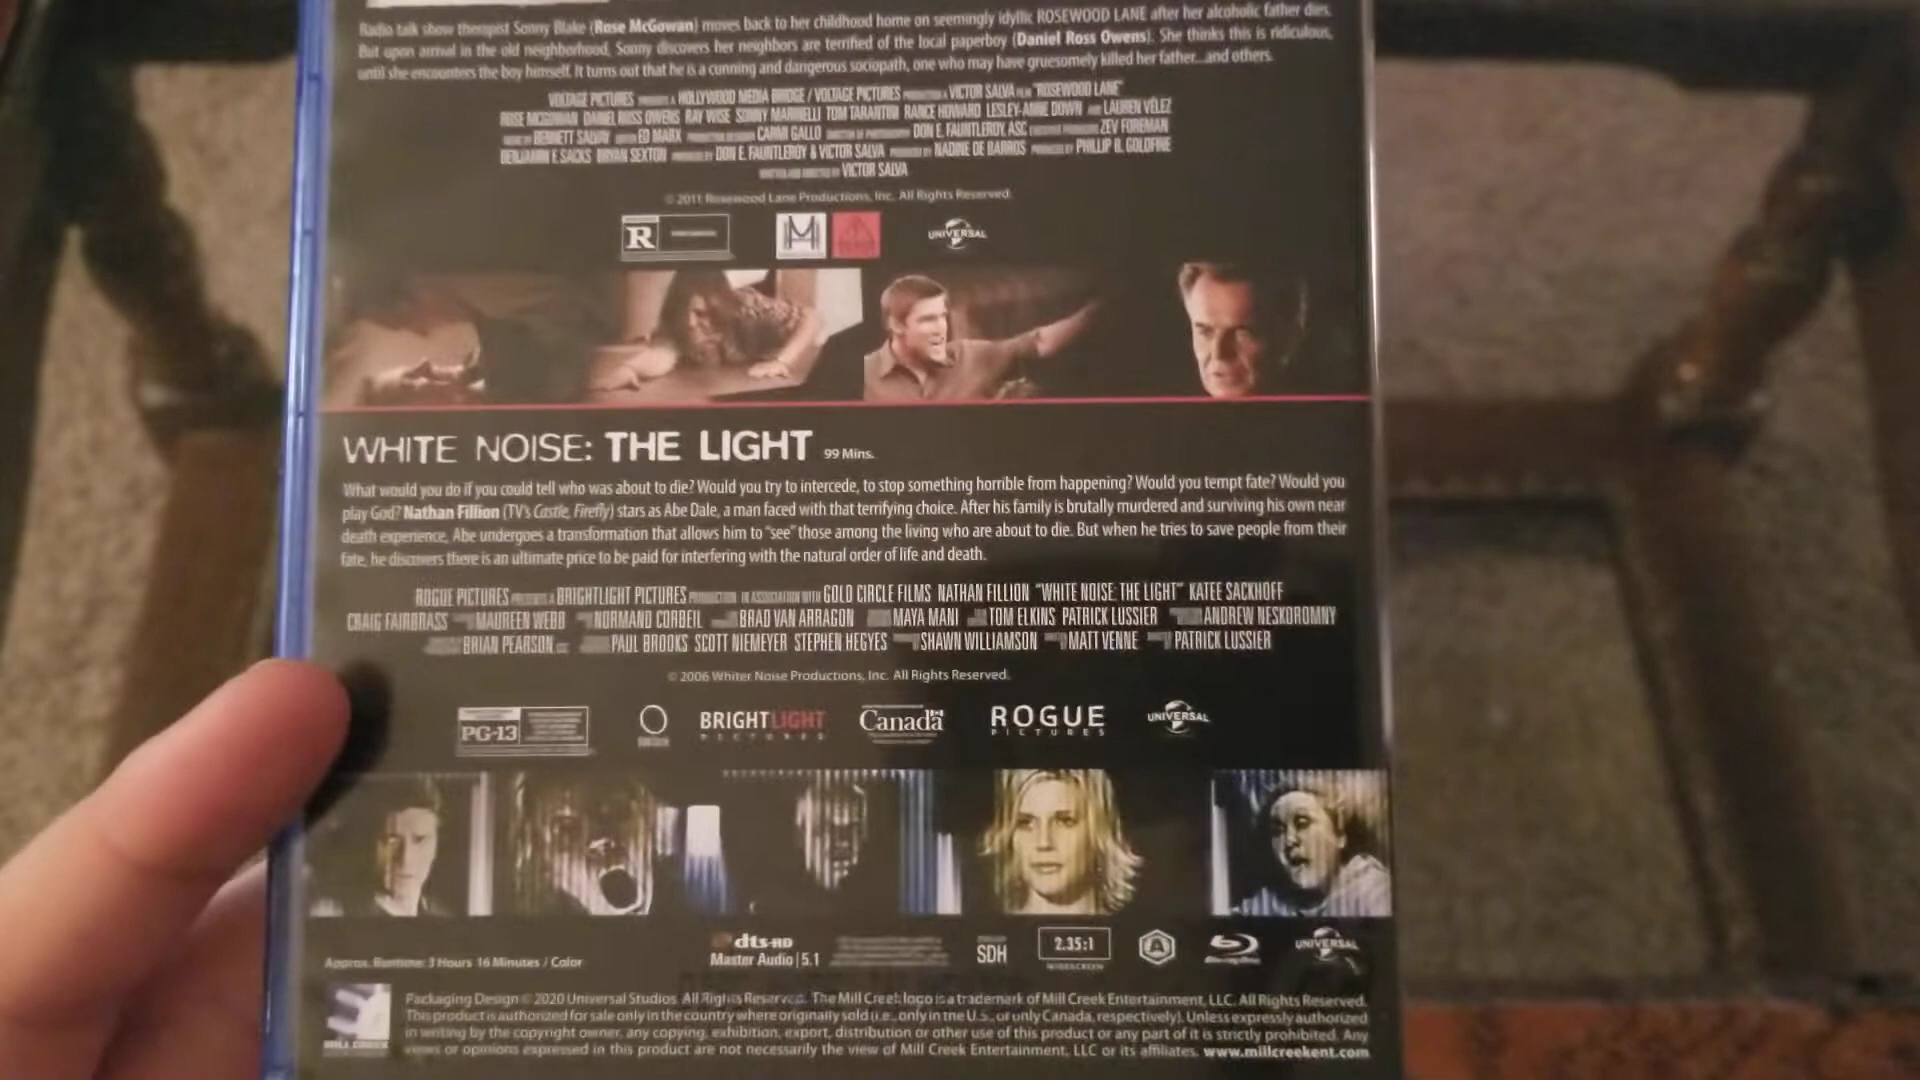 Radio talk show therapist Sonny Blake (Rose McGowan) moves back to her childhood home on seemingly idyllic ROSEWOOD LANE after her alcoholic father dies.
But upon arrival in the old neighborhood, Sonny discovers her neighbors are terrified of the local paperboy (Daniel Ross Owens). She thinks this is ridiculous,
until she encounters the boy himself. It turns out that he is a cunning and dangerous sociopath, one who may have gruesomely killed her father...and others.
VOLTAGE PICTURES HOLLYWOOD MEDIA BRIDGE / VOLTAGE PICTURES VICTOR SALVA "ROSEWOOD LANE"
ROSE MCGOWAN DANIEL ROSS OWENS RAY WISE SONNY MARINELLI TOM TARANTINI RANCE HOWARD LESLEY-ANNE DOWN AND LAUREN VÉLEZ
BENNETT SALVAY ED MARX CARMI GALLO DON E. FAUNTLEROY, ASC ZEV FOREMAN
BENJAMIN F. SACKS BRYAN SEXTON DON E. FAUNTLEROY & VICTOR SALVA NADINE DE BARROS PHILLIP B. GOLDFINE
WRITTEN AND DIRECTED BY VICTOR SALVA
© 2011 Rosewood Lane Productions, Inc. All Rights Reserved.
R
UNIVERSAL
WHITE NOISE: THE LIGHT 99 Mins.
What would you do if you could tell who was about to die? Would you try to intercede, to stop something horrible from happening? Would you tempt fate? Would you
play God? Nathan Fillion (TV's Castle, Firefly) stars as Abe Dale, a man faced with that terrifying choice. After his family is brutally murdered and surviving his own near
death experience, Abe undergoes a transformation that allows him to "see" those among the living who are about to die. But when he tries to save people from their
fate, he discovers there is an ultimate price to be paid for interfering with the natural order of life and death.
ROGUE PICTURES BRIGHTLIGHT PICTURES PRODUCTION IN ASSOCIATION WITH GOLD CIRCLE FILMS NATHAN FILLION "WHITE NOISE: THE LIGHT" KATEE SACKHOFF
CRAIG FAIRBRASS MAUREEN WEBB NORMAND CORBEIL BRAD VAN ARRAGON MAYA MANI TOM ELKINS PATRICK LUSSIER ANDREW NESKOROMNY
BRIAN PEARSON PAUL BROOKS SCOTT NIEMEYER STEPHEN HEGYES SHAWN WILLIAMSON MATT VENNE PATRICK LUSSIER
© 2006 Whiter Noise Productions, Inc. All Rights Reserved.
PG-13
BRIGHTLIGHT PICTURES
Canada
ROGUE PICTURES
UNIVERSAL
Approx. Runtime: 3 Hours 16 Minutes / Color
dts-HD Master Audio | 5.1
SDH
2.35:1 WIDESCREEN
A
Blu-ray Disc
UNIVERSAL
MILL CREEK
Packaging Design © 2020 Universal Studios. All Rights Reserved. The Mill Creek logo is a trademark of Mill Creek Entertainment, LLC. All Rights Reserved.
This product is authorized for sale only in the country where originally sold (i.e., only in the U.S., or only Canada, respectively). Unless expressly authorized
in writing by the copyright owner, any copying, exhibition, export, distribution or other use of this product or any part of it is strictly prohibited. Any
views or opinions expressed in this product are not necessarily the view of Mill Creek Entertainment, LLC or its affiliates. www.millcreekent.com